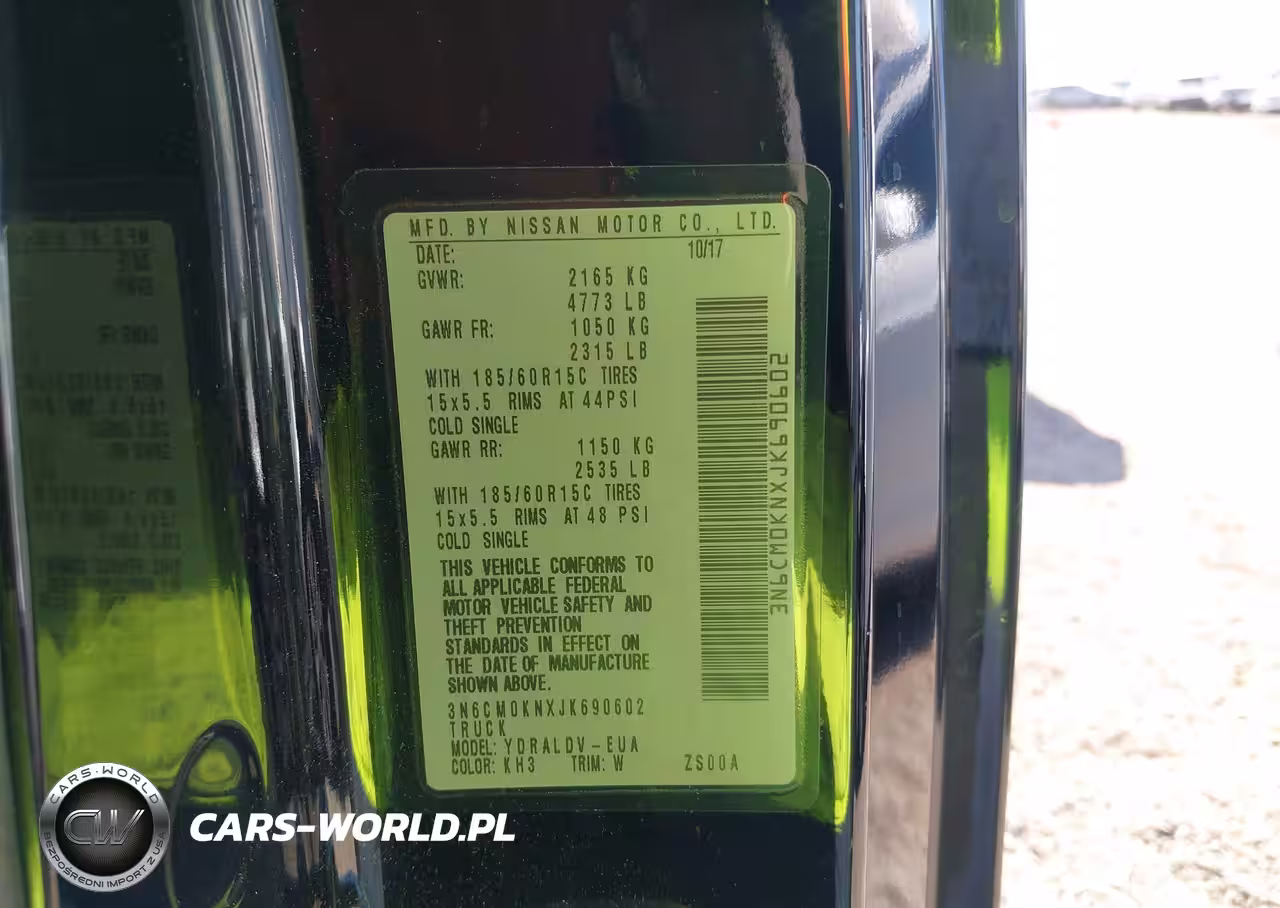 MFD. BY NISSAN MOTOR CO., LTD.
DATE: 10/17
GVWR: 2165 KG
4773 LB
GAWR FR: 1050 KG
2315 LB
WITH 185/60R15C TIRES
15x5.5 RIMS AT 44PSI
COLD SINGLE
GAWR RR: 1150 KG
2535 LB
WITH 185/60R15C TIRES
15x5.5 RIMS AT 48 PSI
COLD SINGLE
THIS VEHICLE CONFORMS TO
ALL APPLICABLE FEDERAL
MOTOR VEHICLE SAFETY AND
THEFT PREVENTION
STANDARDS IN EFFECT ON
THE DATE OF MANUFACTURE
SHOWN ABOVE.
3N6CM0KNXJK690602
TRUCK
MODEL: YDRALDV-EUA
COLOR: KH3 TRIM: W ZS00A
3N6CM0KNXJK690602
CARS-WORLD
CW
BEZPOŚREDNI IMPORT Z USA
CARS-WORLD.PL